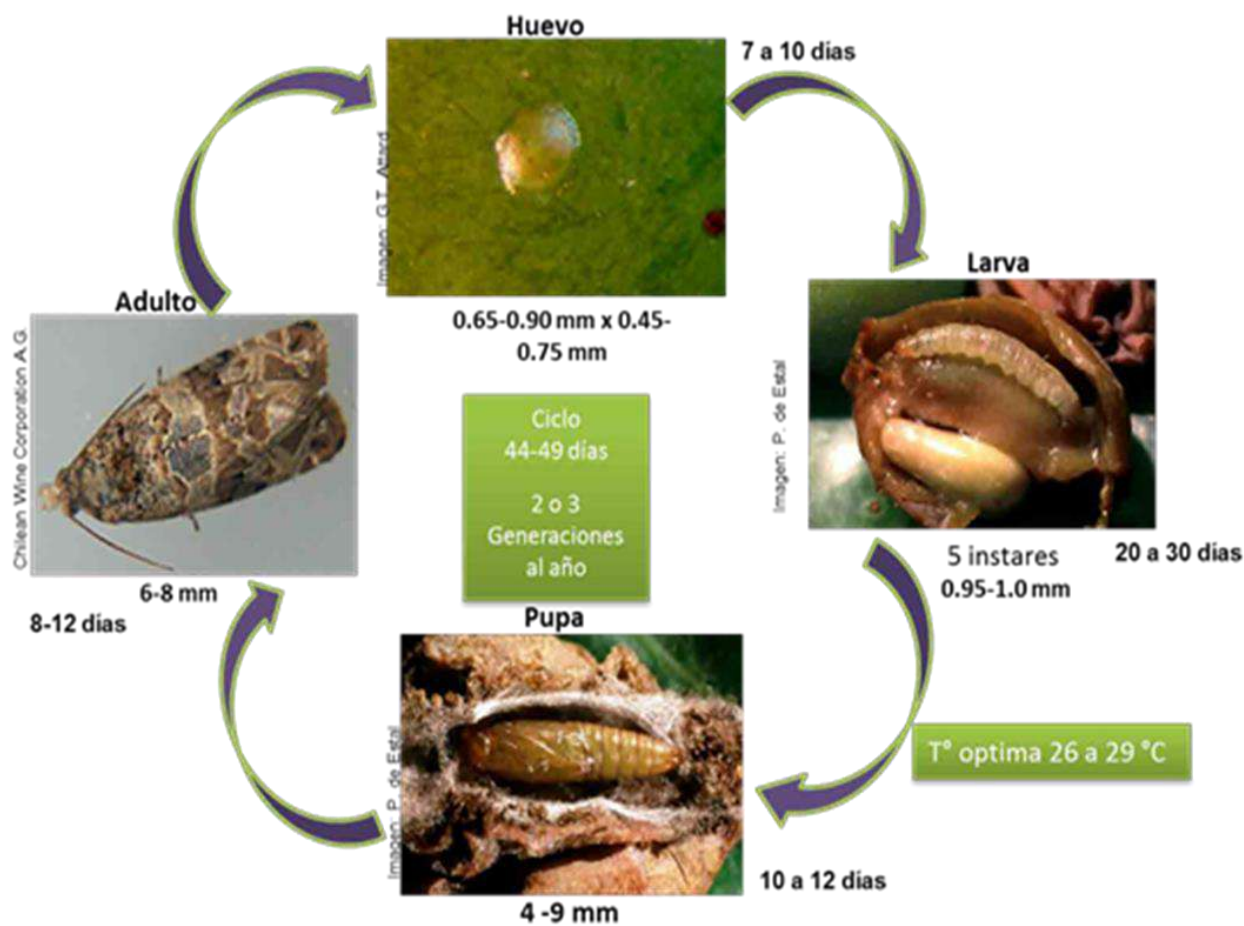 Huevo
7 a 10 días
Imagen: G.T. Attard
0.65-0.90 mm x 0.45-
0.75 mm
Larva
Imagen: P. de Estal
5 instares
0.95-1.0 mm
20 a 30 días
Adulto
Chilean Wine Corporation A.G.
6-8 mm
8-12 días
Ciclo
44-49 días
2 o 3
Generaciones
al año
T° optima 26 a 29 °C
Pupa
Imagen: P. de Estal
10 a 12 días
4 -9 mm